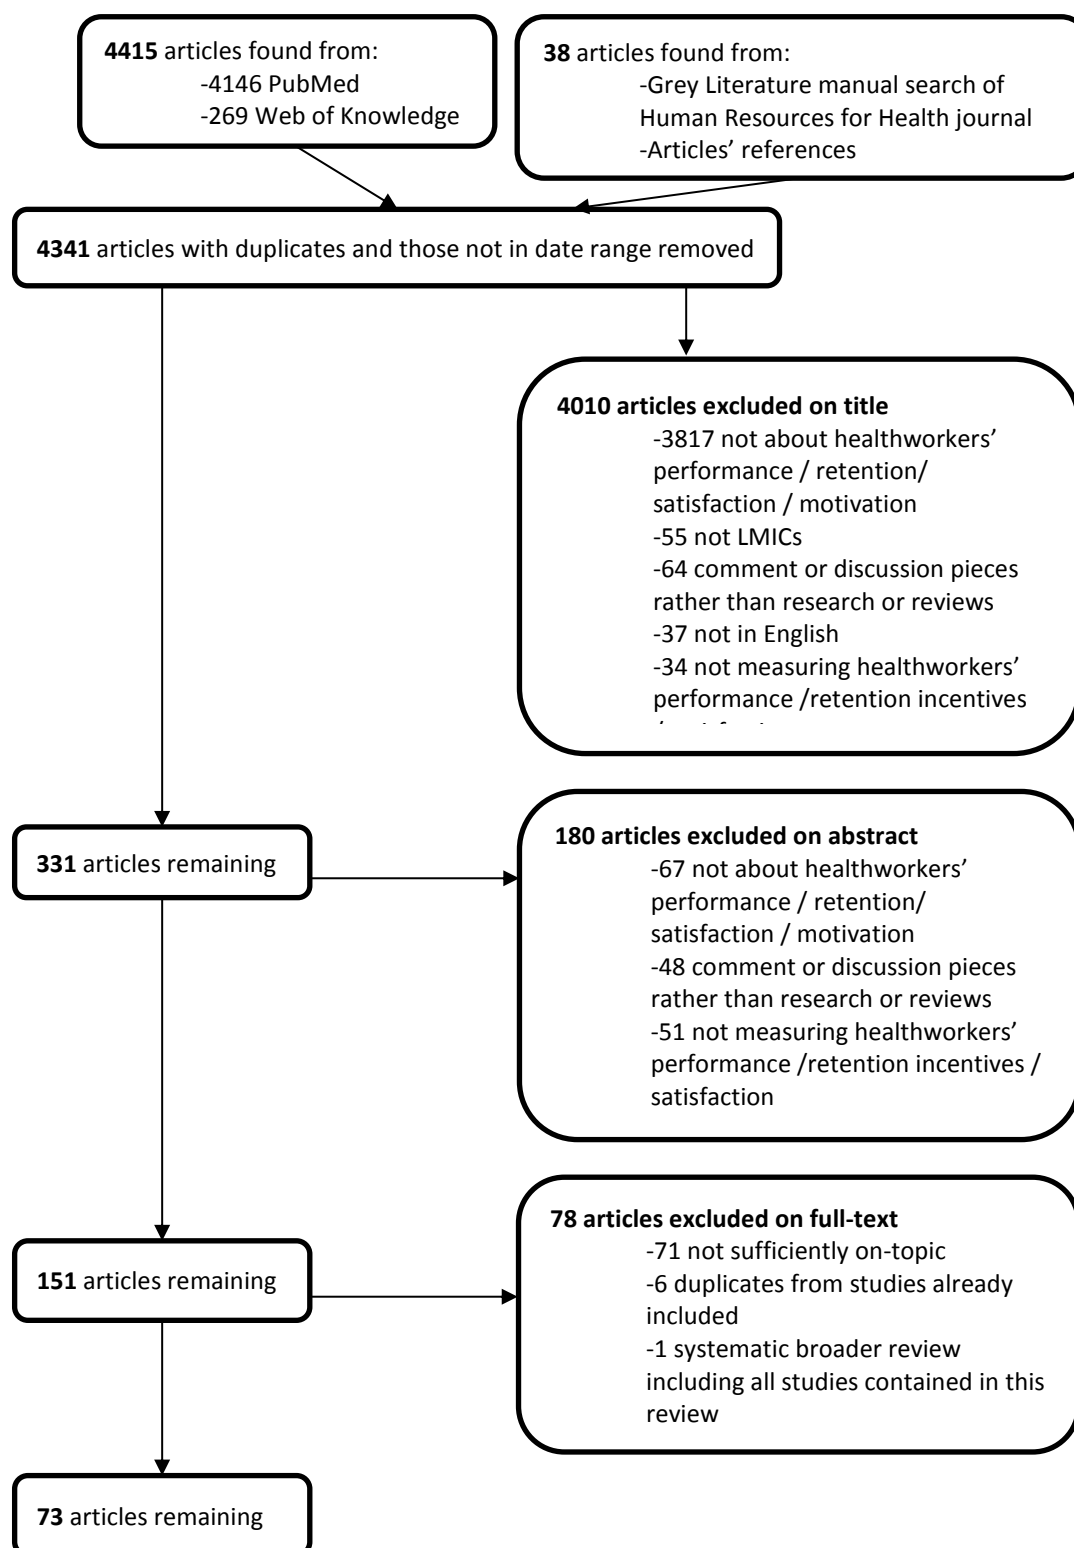 4415 articles found from:
-4146 PubMed
-269 Web of Knowledge
38 articles found from:
-Grey Literature manual search of
Human Resources for Health journal
-Articles’ references
4341 articles with duplicates and those not in date range removed
4010 articles excluded on title
-3817 not about healthworkers’
performance / retention/
satisfaction / motivation
-55 not LMICs
-64 comment or discussion pieces
rather than research or reviews
-37 not in English
-34 not measuring healthworkers’
performance /retention incentives
331 articles remaining
180 articles excluded on abstract
-67 not about healthworkers’
performance / retention/
satisfaction / motivation
-48 comment or discussion pieces
rather than research or reviews
-51 not measuring healthworkers’
performance /retention incentives /
satisfaction
78 articles excluded on full-text
-71 not sufficiently on-topic
-6 duplicates from studies already
included
-1 systematic broader review
including all studies contained in this
review
151 articles remaining
73 articles remaining